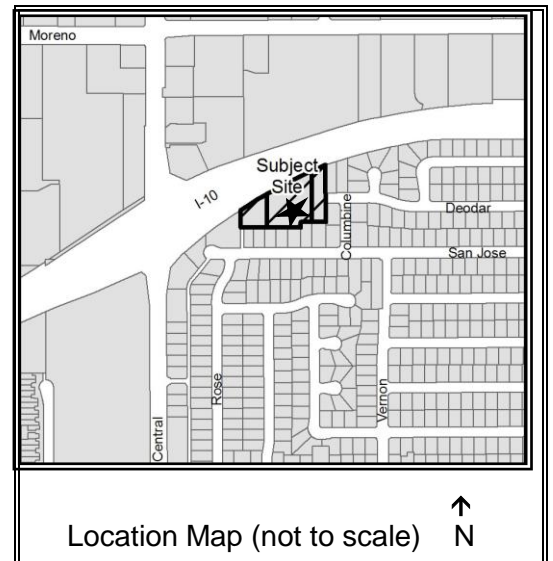 Moreno
Subject
Site
I-10
Columbine
Deodar
San Jose
Rose
Vernon
Central
Location Map (not to scale) N